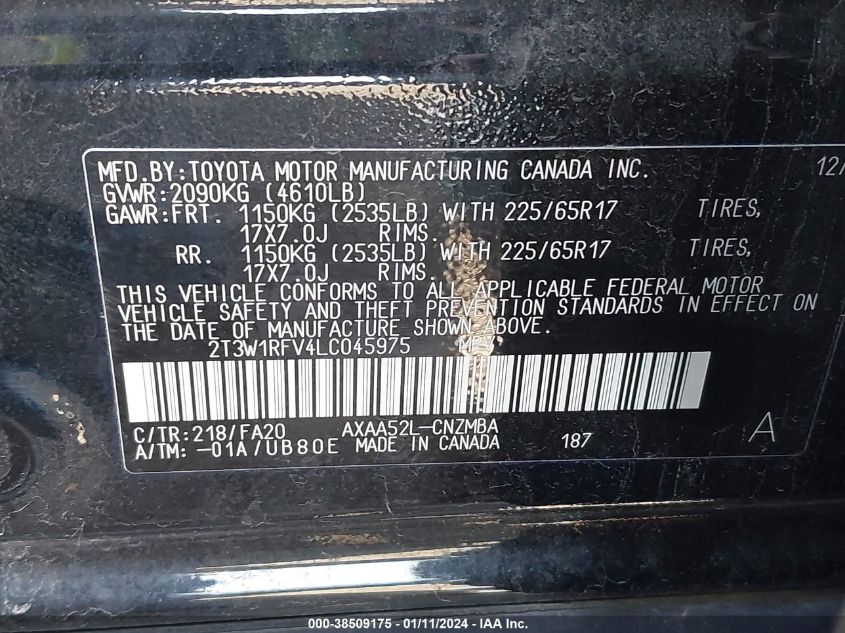 MFD.BY:TOYOTA MOTOR MANUFACTURING CANADA INC. 12/
GVWR:2090KG (4610LB)
GAWR:FRT. 1150KG (2535LB) WITH 225/65R17 TIRES,
17X7.0J RIMS.
RR. 1150KG (2535LB) WITH 225/65R17 TIRES,
17X7.0J RIMS.
THIS VEHICLE CONFORMS TO ALL APPLICABLE FEDERAL MOTOR
VEHICLE SAFETY AND THEFT PREVENTION STANDARDS IN EFFECT ON
THE DATE OF MANUFACTURE SHOWN ABOVE.
2T3W1RFV4LC045975 MPV
C/TR:218/FA20 AXAA52L-CNZMBA
A/TM:-01A/UB80E MADE IN CANADA 187 A
000-38509175 - 01/11/2024 - IAA Inc.